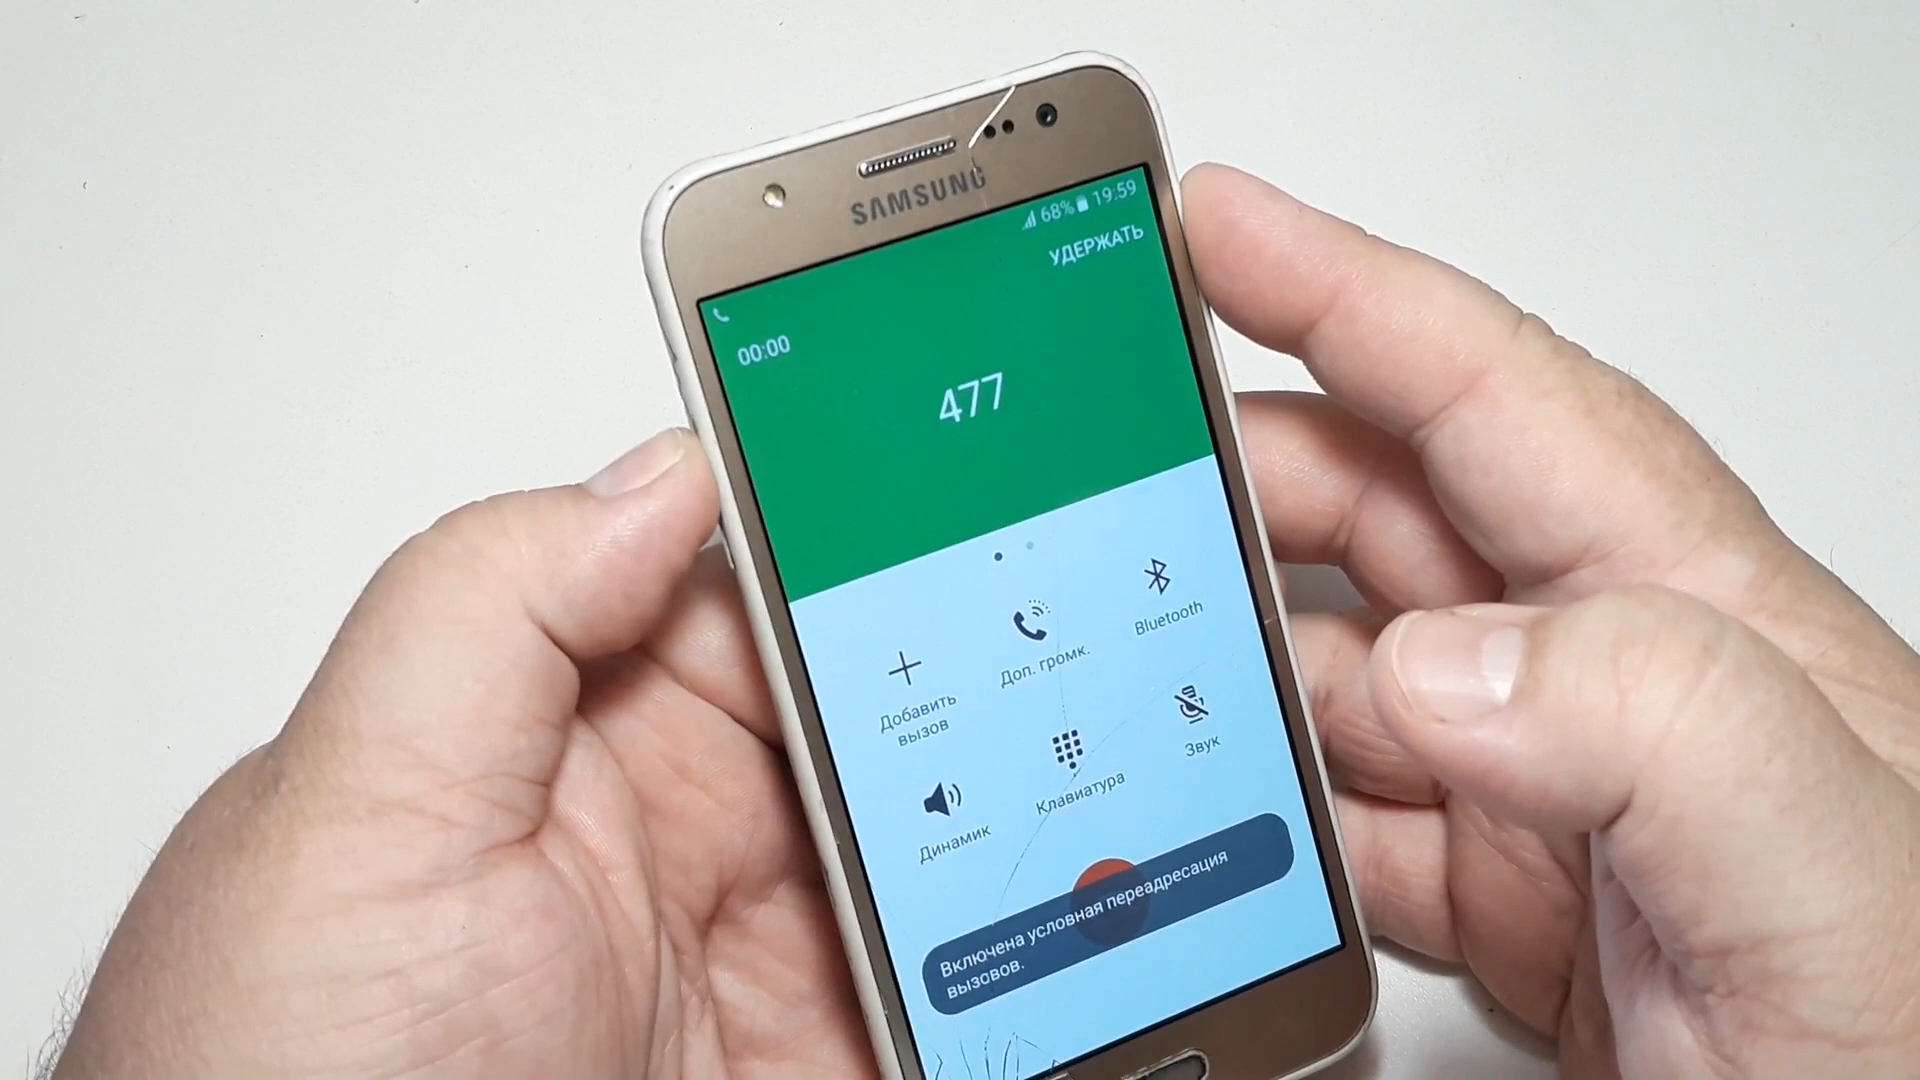 SAMSUNG
68% 19:59
УДЕРЖАТЬ
00:00
477
Добавить
вызов
Доп. громк.
Bluetooth
Динамик
Клавиатура
Звук
Включена условная переадресация
вызовов.